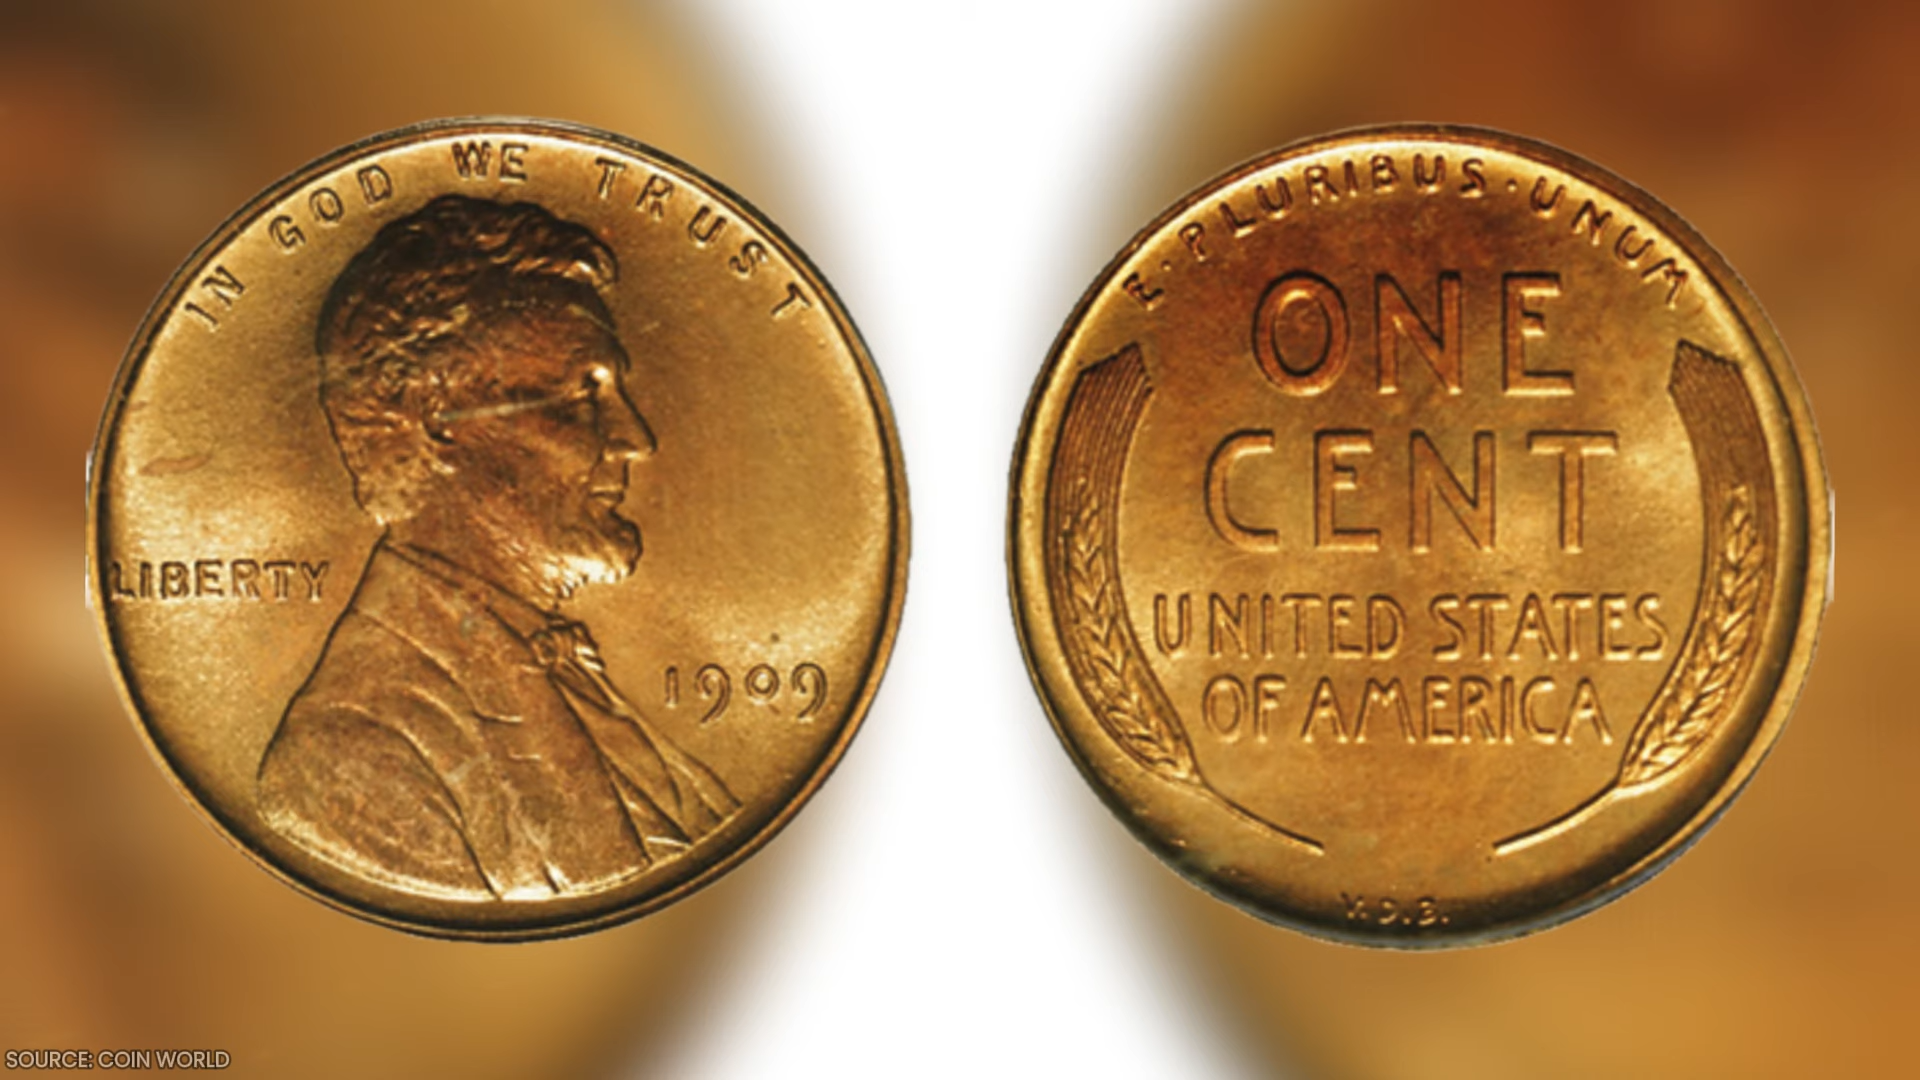 IN GOD WE TRUST
LIBERTY
1909
E·PLURIBUS·UNUM
ONE
CENT
UNITED STATES
OF AMERICA
V.D.B.
SOURCE: COIN WORLD